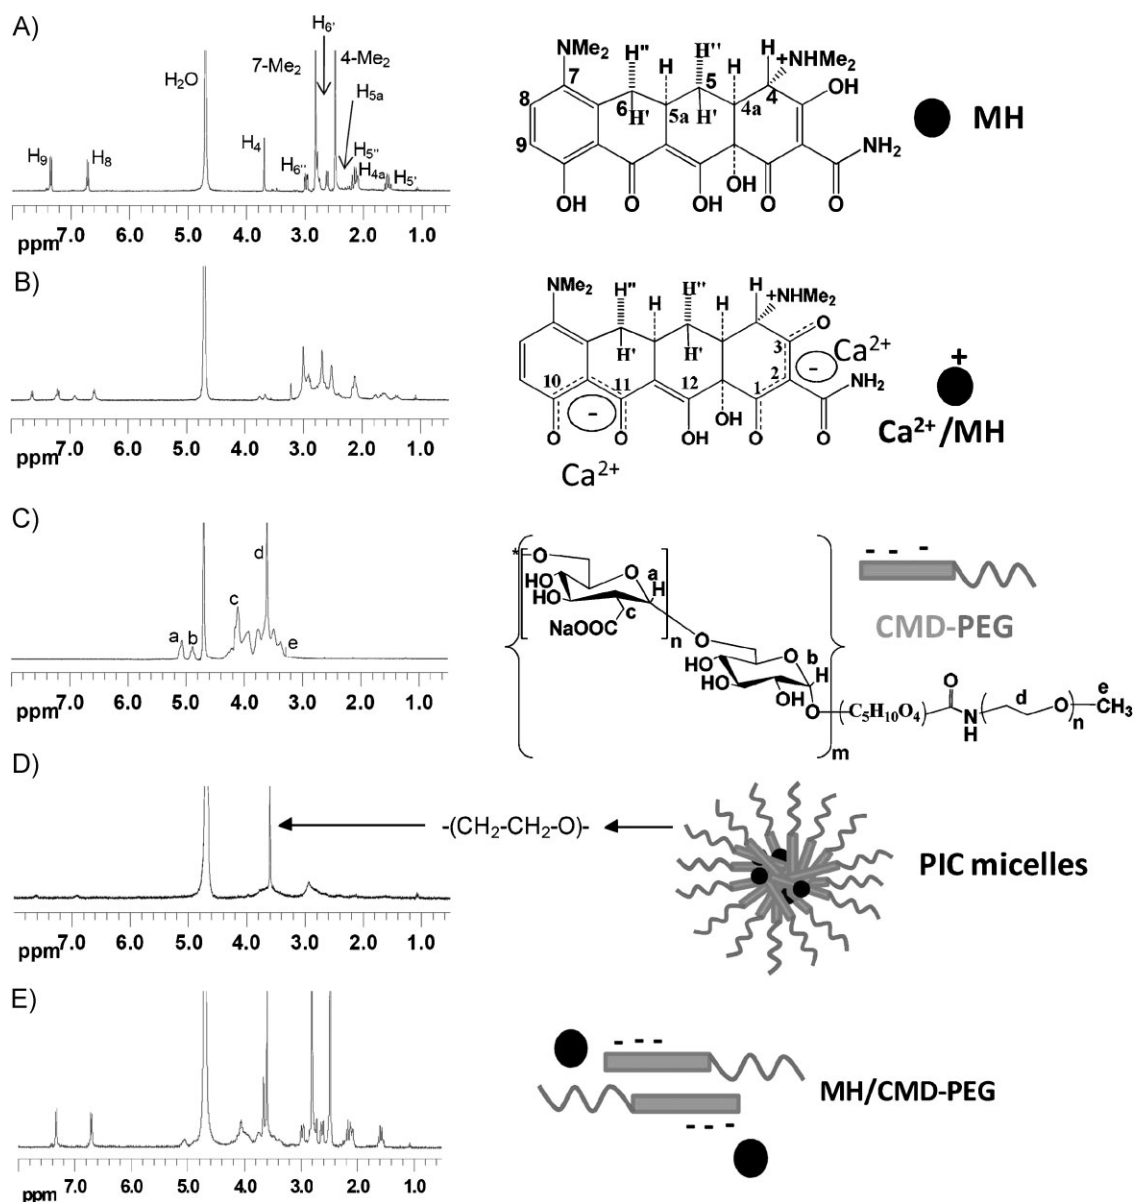 A)
H6'
7-Me2
4-Me2
H2O
H5a
H9
H8
H4
H6''
H5''
H4a
H5'
ppm 7.0 6.0 5.0 4.0 3.0 2.0 1.0
NMe2
H''
H
H''
H
H
+NHMe2
7
5
4
OH
8
6
H'
5a
H'
4a
9
NH2
OH
OH
O
OH
O
O
MH
B)
ppm 7.0 6.0 5.0 4.0 3.0 2.0 1.0
NMe2
H''
H
H''
H
H
+NHMe2
H'
H'
3
O
Ca2+
10
11
12
1
2
-
NH2
-
OH
O
O
OH
O
O
Ca2+
+
Ca2+/MH
C)
d
c
a
b
e
ppm 7.0 6.0 5.0 4.0 3.0 2.0 1.0
*
O
O
a
HO
HO
H
c
NaOOC
n
O
O
b
HO
HO
H
OH
O
(C5H10O4)
O
N
H
d
O
n
e
CH3
m
- - -
CMD-PEG
D)
-(CH2-CH2-O)-
PIC micelles
ppm 7.0 6.0 5.0 4.0 3.0 2.0 1.0
E)
- - -
MH/CMD-PEG
- - -
ppm 7.0 6.0 5.0 4.0 3.0 2.0 1.0